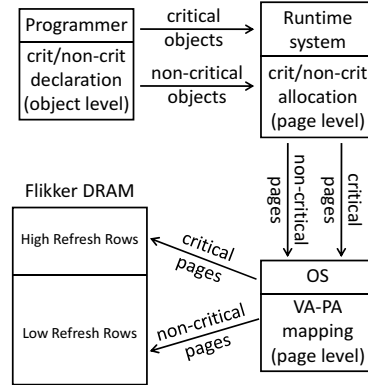 Programmer
crit/non-crit
declaration
(object level)
critical
objects
non-critical
objects
Runtime
system
crit/non-crit
allocation
(page level)
non-critical
pages
critical
pages
Flikker DRAM
High Refresh Rows
Low Refresh Rows
critical
pages
non-critical
pages
OS
VA-PA
mapping
(page level)